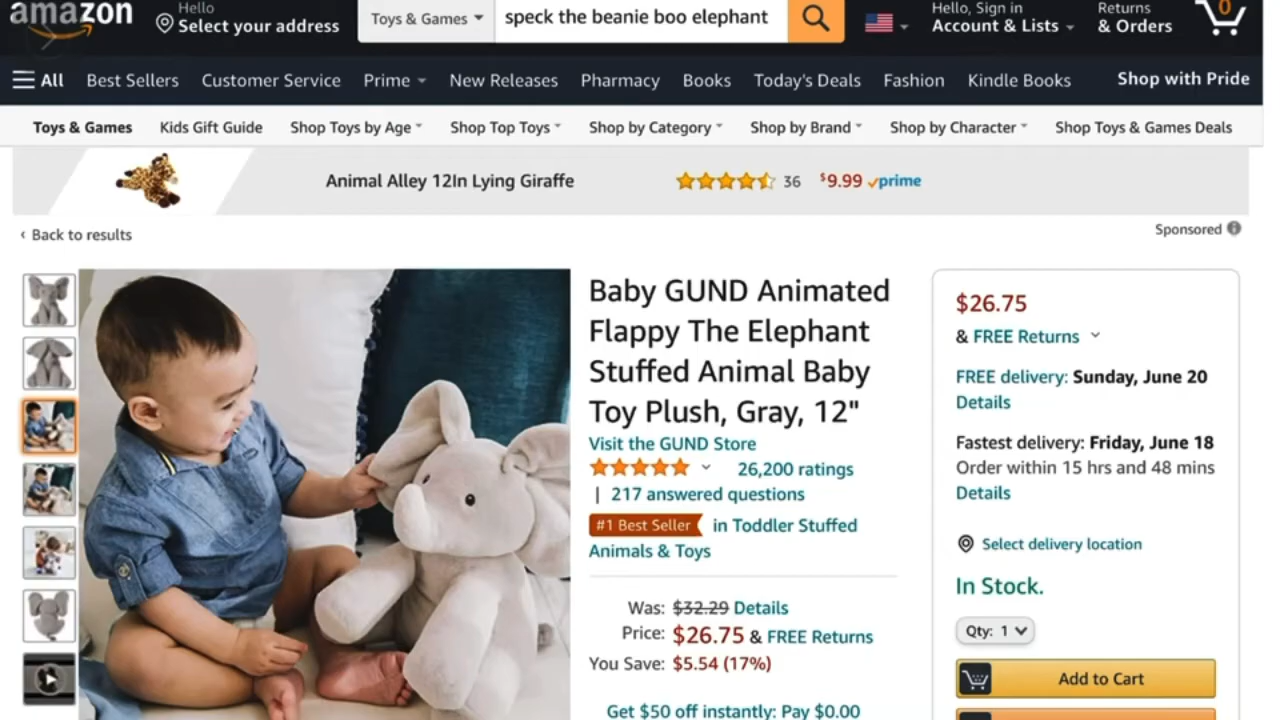 amazon
Hello
Select your address
Toys & Games
speck the beanie boo elephant
Hello, Sign in
Account & Lists
Returns
& Orders
0
All
Best Sellers
Customer Service
Prime
New Releases
Pharmacy
Books
Today's Deals
Fashion
Kindle Books
Shop with Pride
Toys & Games
Kids Gift Guide
Shop Toys by Age
Shop Top Toys
Shop by Category
Shop by Brand
Shop by Character
Shop Toys & Games Deals
Animal Alley 12In Lying Giraffe
36
$9.99
prime
Sponsored
‹ Back to results
Baby GUND Animated
Flappy The Elephant
Stuffed Animal Baby
Toy Plush, Gray, 12"
Visit the GUND Store
26,200 ratings
| 217 answered questions
#1 Best Seller in Toddler Stuffed
Animals & Toys
Was: $32.29 Details
Price: $26.75 & FREE Returns
You Save: $5.54 (17%)
Get $50 off instantly: Pay $0.00
$26.75
& FREE Returns
FREE delivery: Sunday, June 20
Details
Fastest delivery: Friday, June 18
Order within 15 hrs and 48 mins
Details
Select delivery location
In Stock.
Qty: 1
Add to Cart